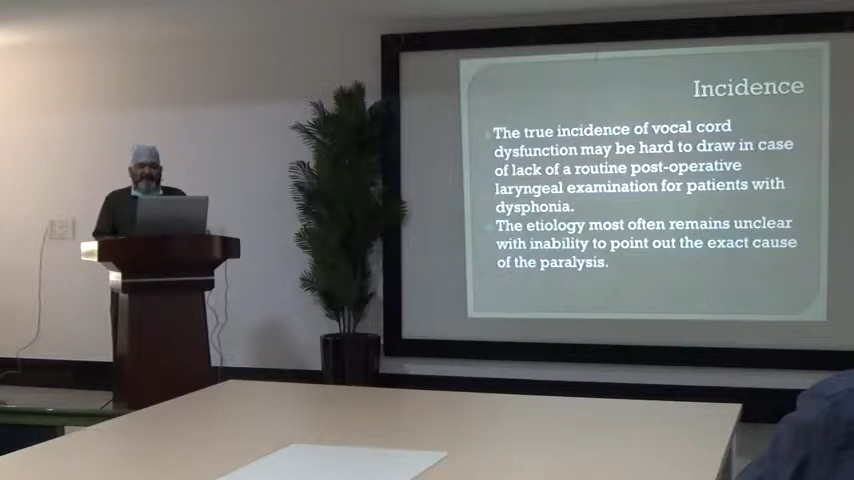 Incidence
The true incidence of vocal cord
dysfunction may be hard to draw in case
of lack of a routine post-operative
laryngeal examination for patients with
dysphonia.
The etiology most often remains unclear
with inability to point out the exact cause
of the paralysis.